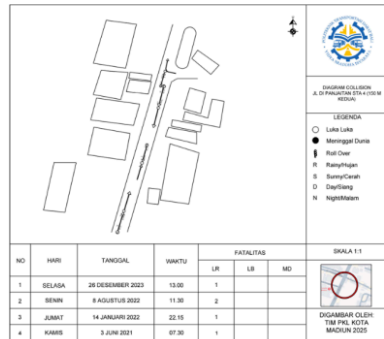 DIAGRAM COLLISION
JL DI PANJAITAN STA 4 (100 M
KEDUA)
LEGENDA
Luka Luka
Meninggal Dunia
Roll Over
R Rainy/Hujan
S Sunny/Cerah
D Day/Siang
N Night/Malam
SKALA 1:1
DIGAMBAR OLEH:
TIM PKL KOTA
MADIUN 2025
NO HARI TANGGAL WAKTU FATALITAS
LR LB MD
1 SELASA 26 DESEMBER 2023 13.00 1
2 SENIN 8 AGUSTUS 2022 11.30 2
3 JUMAT 14 JANUARI 2022 22.15 1
4 KAMIS 3 JUNI 2021 07.30 1